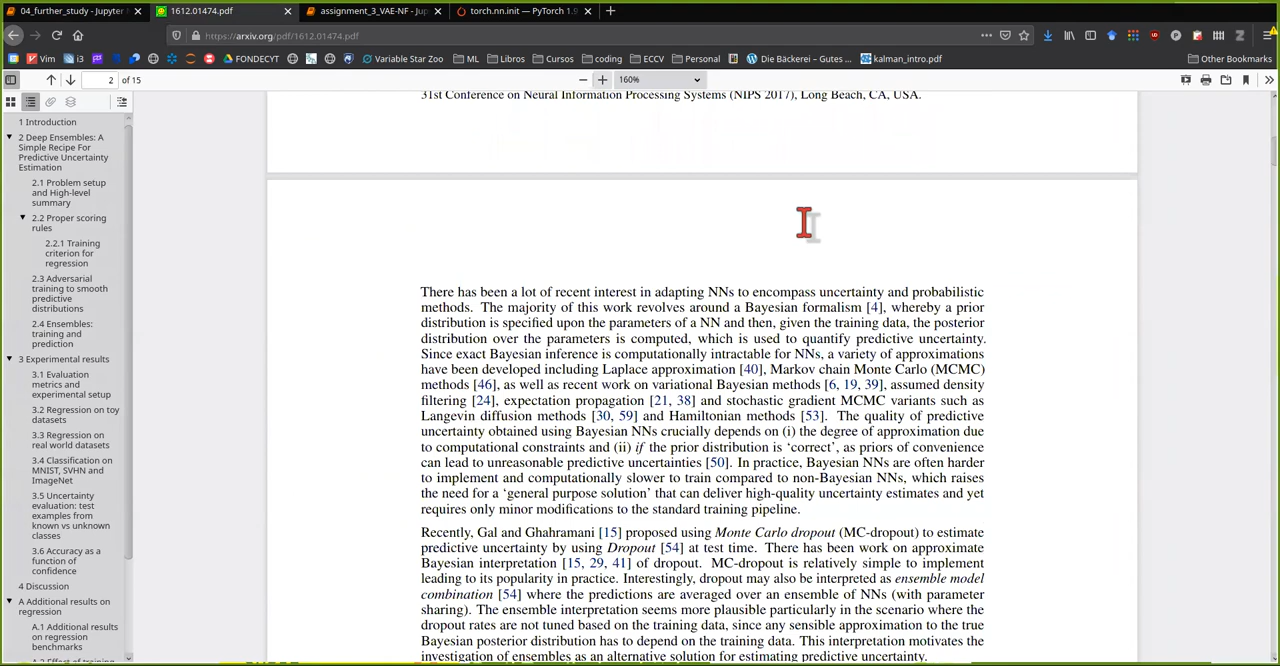 04_further_study - Jupyter N
1612.01474.pdf
assignment_3_VAE-NF - Jup
torch.nn.init — PyTorch 1.9
https://arxiv.org/pdf/1612.01474.pdf
Vim
i3
FONDECYT
Variable Star Zoo
ML
Libros
Cursos
coding
ECCV
Personal
Die Bäckerei – Gutes ...
kalman_intro.pdf
Other Bookmarks
2 of 15
160%
1 Introduction
2 Deep Ensembles: A
Simple Recipe For
Predictive Uncertainty
Estimation
2.1 Problem setup
and High-level
summary
2.2 Proper scoring
rules
2.2.1 Training
criterion for
regression
2.3 Adversarial
training to smooth
predictive
distributions
2.4 Ensembles:
training and
prediction
3 Experimental results
3.1 Evaluation
metrics and
experimental setup
3.2 Regression on toy
datasets
3.3 Regression on
real world datasets
3.4 Classification on
MNIST, SVHN and
ImageNet
3.5 Uncertainty
evaluation: test
examples from
known vs unknown
classes
3.6 Accuracy as a
function of
confidence
4 Discussion
A Additional results on
regression
A.1 Additional results
on regression
benchmarks
31st Conference on Neural Information Processing Systems (NIPS 2017), Long Beach, CA, USA.
There has been a lot of recent interest in adapting NNs to encompass uncertainty and probabilistic
methods. The majority of this work revolves around a Bayesian formalism [4], whereby a prior
distribution is specified upon the parameters of a NN and then, given the training data, the posterior
distribution over the parameters is computed, which is used to quantify predictive uncertainty.
Since exact Bayesian inference is computationally intractable for NNs, a variety of approximations
have been developed including Laplace approximation [40], Markov chain Monte Carlo (MCMC)
methods [46], as well as recent work on variational Bayesian methods [6, 19, 39], assumed density
filtering [24], expectation propagation [21, 38] and stochastic gradient MCMC variants such as
Langevin diffusion methods [30, 59] and Hamiltonian methods [53]. The quality of predictive
uncertainty obtained using Bayesian NNs crucially depends on (i) the degree of approximation due
to computational constraints and (ii) if the prior distribution is ‘correct’, as priors of convenience
can lead to unreasonable predictive uncertainties [50]. In practice, Bayesian NNs are often harder
to implement and computationally slower to train compared to non-Bayesian NNs, which raises
the need for a ‘general purpose solution’ that can deliver high-quality uncertainty estimates and yet
requires only minor modifications to the standard training pipeline.
Recently, Gal and Ghahramani [15] proposed using Monte Carlo dropout (MC-dropout) to estimate
predictive uncertainty by using Dropout [54] at test time. There has been work on approximate
Bayesian interpretation [15, 29, 41] of dropout. MC-dropout is relatively simple to implement
leading to its popularity in practice. Interestingly, dropout may also be interpreted as ensemble model
combination [54] where the predictions are averaged over an ensemble of NNs (with parameter
sharing). The ensemble interpretation seems more plausible particularly in the scenario where the
dropout rates are not tuned based on the training data, since any sensible approximation to the true
Bayesian posterior distribution has to depend on the training data. This interpretation motivates the
investigation of ensembles as an alternative solution for estimating predictive uncertainty.